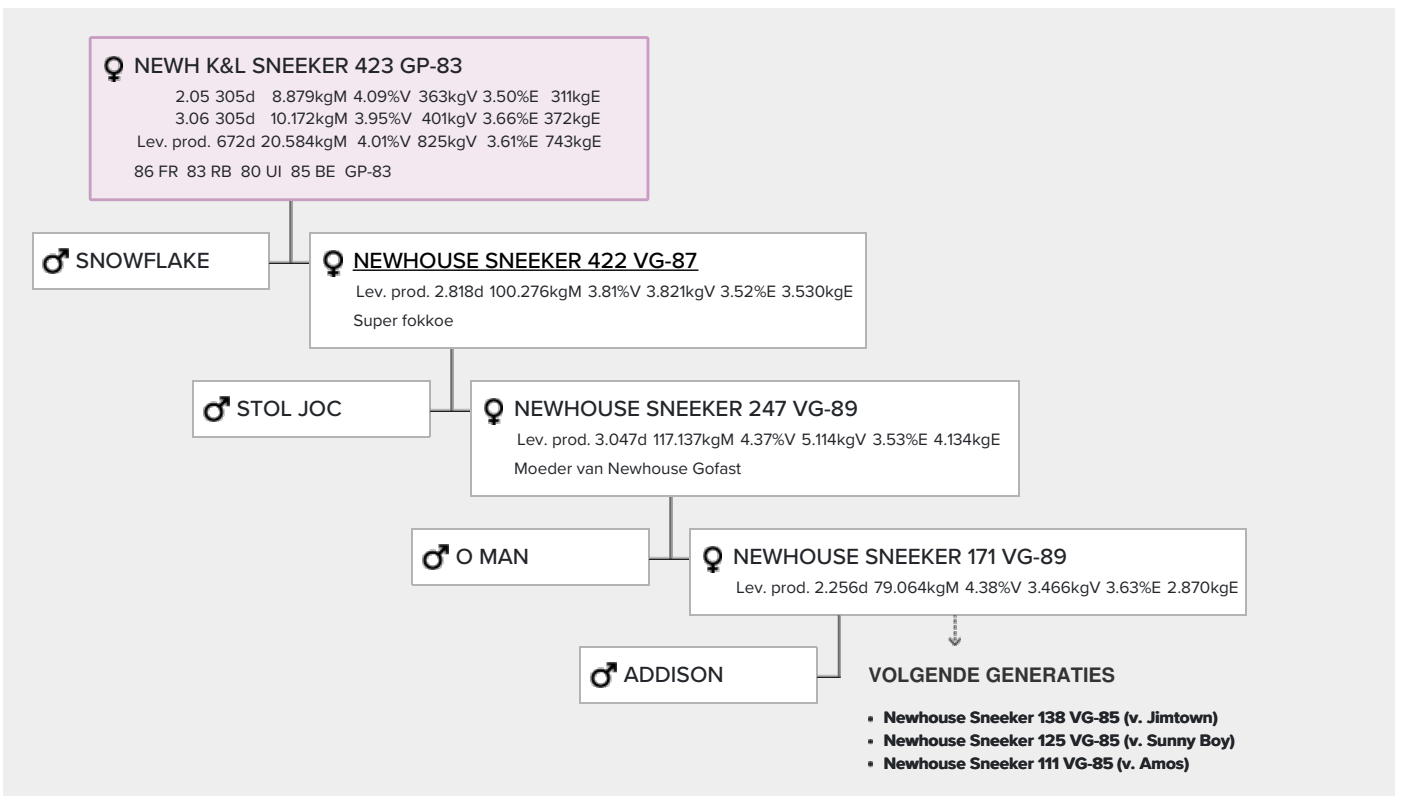 NEWH K&L SNEEKER 423 GP-83
2.05 305d 8.879kgM 4.09%V 363kgV 3.50%E 311kgE
3.06 305d 10.172kgM 3.95%V 401kgV 3.66%E 372kgE
Lev. prod. 672d 20.584kgM 4.01%V 825kgV 3.61%E 743kgE
86 FR 83 RB 80 UI 85 BE GP-83
SNOWFLAKE
NEWHOUSE SNEEKER 422 VG-87
Lev. prod. 2.818d 100.276kgM 3.81%V 3.821kgV 3.52%E 3.530kgE
Super fokkoe
STOL JOC
NEWHOUSE SNEEKER 247 VG-89
Lev. prod. 3.047d 117.137kgM 4.37%V 5.114kgV 3.53%E 4.134kgE
Moeder van Newhouse Gofast
O MAN
NEWHOUSE SNEEKER 171 VG-89
Lev. prod. 2.256d 79.064kgM 4.38%V 3.466kgV 3.63%E 2.870kgE
ADDISON
VOLGENDE GENERATIES
• Newhouse Sneeker 138 VG-85 (v. Jimtown)
• Newhouse Sneeker 125 VG-85 (v. Sunny Boy)
• Newhouse Sneeker 111 VG-85 (v. Amos)